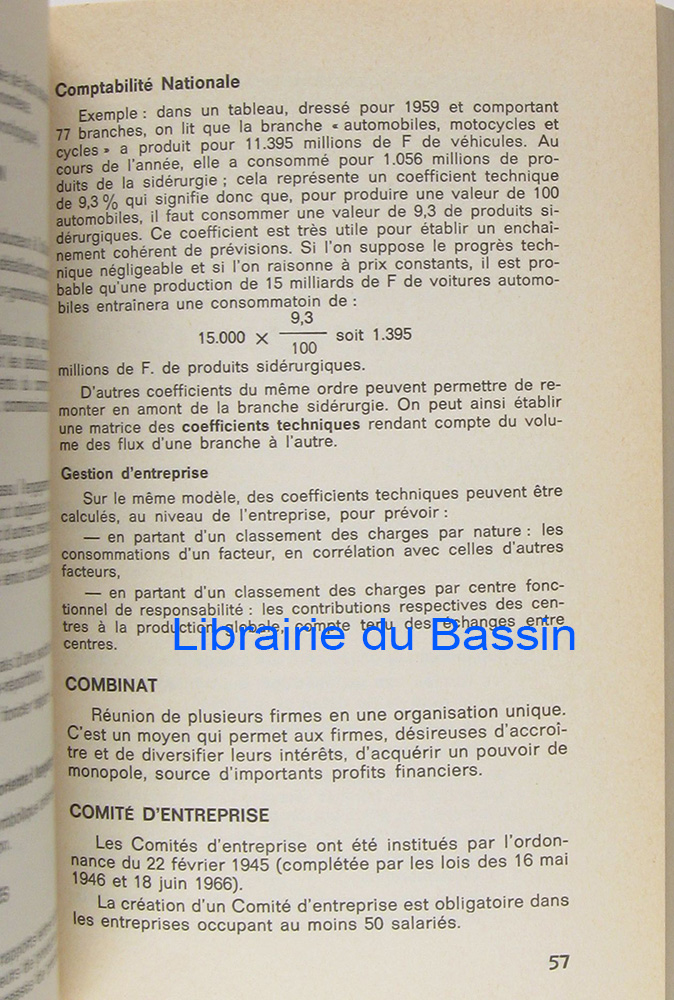 Comptabilité Nationale
Exemple : dans un tableau, dressé pour 1959 et comportant
77 branches, on lit que la branche « automobiles, motocycles et
cycles » a produit pour 11.395 millions de F de véhicules. Au
cours de l'année, elle a consommé pour 1.056 millions de pro-
duits de la sidérurgie ; cela représente un coefficient technique
de 9,3 % qui signifie donc que, pour produire une valeur de 100
automobiles, il faut consommer une valeur de 9,3 de produits si-
dérurgiques. Ce coefficient est très utile pour établir un enchaî-
nement cohérent de prévisions. Si l'on suppose le progrès tech-
nique négligeable et si l'on raisonne à prix constants, il est pro-
bable qu'une production de 15 milliards de F de voitures automo-
biles entraînera une consommatoin de :
9,3
15.000 × ——— soit 1.395
100
millions de F. de produits sidérurgiques.
D'autres coefficients du même ordre peuvent permettre de re-
monter en amont de la branche sidérurgie. On peut ainsi établir
une matrice des coefficients techniques rendant compte du volu-
me des flux d'une branche à l'autre.
Gestion d'entreprise
Sur le même modèle, des coefficients techniques peuvent être
calculés, au niveau de l'entreprise, pour prévoir :
— en partant d'un classement des charges par nature : les
consommations d'un facteur, en corrélation avec celles d'autres
facteurs,
— en partant d'un classement des charges par centre fonc-
tionnel de responsabilité : les contributions respectives des cen-
tres à la production globale, compte tenu des échanges entre
centres.
Librairie du Bassin
COMBINAT
Réunion de plusieurs firmes en une organisation unique.
C'est un moyen qui permet aux firmes, désireuses d'accroî-
tre et de diversifier leurs intérêts, d'acquérir un pouvoir de
monopole, source d'importants profits financiers.
COMITÉ D'ENTREPRISE
Les Comités d'entreprise ont été institués par l'ordon-
nance du 22 février 1945 (complétée par les lois des 16 mai
1946 et 18 juin 1966).
La création d'un Comité d'entreprise est obligatoire dans
les entreprises occupant au moins 50 salariés.
57